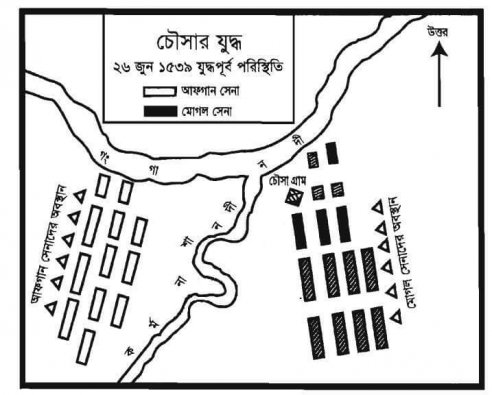 চৌসার যুদ্ধ
২৬ জুন ১৫৩৯ যুদ্ধপূর্ব পরিস্থিতি
আফগান সেনা
মোগল সেনা
উত্তর
গংগা নদী
চৌসা গ্রাম
কর্মনাশা নদী
আফগান সেনাদের অবস্থান
মোগল সেনাদের অবস্থান